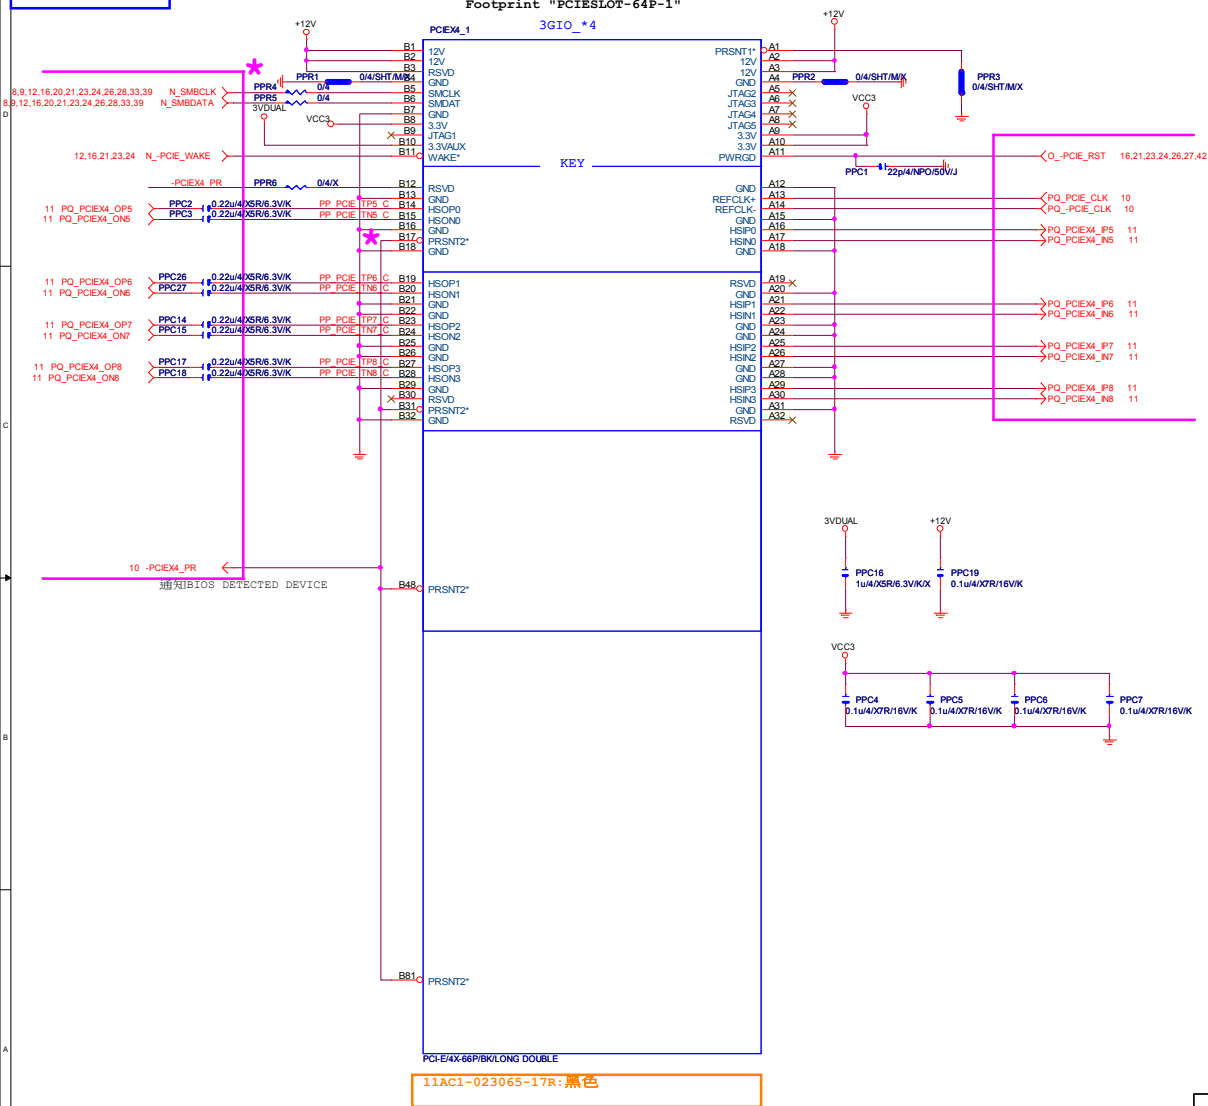 Footprint "PCIESLOT-64P-1"
PCIEX4_1
3GIO_*4
+12V
+12V
B1 12V
B2 12V
B3 RSVD
B4 GND
B5 SMCLK
B6 SMDAT
B7 GND
B8 3.3V
B9 JTAG1
B10 3.3VAUX
B11 WAKE*
PRSNT1* A1
12V A2
12V A3
GND A4
JTAG2 A5
JTAG3 A6
JTAG4 A7
JTAG5 A8
3.3V A9
3.3V A10
PWRGD A11
KEY
PPR1 0/4/SHT/M/X
PPR4 0/4
PPR5 0/4
8,9,12,16,20,21,23,24,26,28,33,39 N_SMBCLK
8,9,12,16,20,21,23,24,26,28,33,39 N_SMBDATA
3VDUAL
VCC3
12,16,21,23,24 N_-PCIE_WAKE
PPR2 0/4/SHT/M/X
PPR3
0/4/SHT/M/X
VCC3
PPC1 22p/4/NPO/50V/J
O_-PCIE_RST 16,21,23,24,26,27,42
-PCIEX4_PR PPR6 0/4/X
B12 RSVD
B13 GND
B14 HSOP0
B15 HSON0
B16 GND
B17 PRSNT2*
B18 GND
GND A12
REFCLK+ A13
REFCLK- A14
GND A15
HSIP0 A16
HSIN0 A17
GND A18
11 PQ_PCIEX4_OP5 PPC2 0.22u/4/X5R/6.3V/K PP_PCIE_TP5_C
11 PQ_PCIEX4_ON5 PPC3 0.22u/4/X5R/6.3V/K PP_PCIE_TN5_C
PQ_PCIE_CLK 10
PQ_-PCIE_CLK 10
PQ_PCIEX4_IP5 11
PQ_PCIEX4_IN5 11
B19 HSOP1
B20 HSON1
B21 GND
B22 GND
B23 HSOP2
B24 HSON2
B25 GND
B26 GND
B27 HSOP3
B28 HSON3
B29 GND
B30 RSVD
B31 PRSNT2*
B32 GND
RSVD A19
GND A20
HSIP1 A21
HSIN1 A22
GND A23
GND A24
HSIP2 A25
HSIN2 A26
GND A27
GND A28
HSIP3 A29
HSIN3 A30
GND A31
RSVD A32
11 PQ_PCIEX4_OP6 PPC26 0.22u/4/X5R/6.3V/K PP_PCIE_TP6_C
11 PQ_PCIEX4_ON6 PPC27 0.22u/4/X5R/6.3V/K PP_PCIE_TN6_C
11 PQ_PCIEX4_OP7 PPC14 0.22u/4/X5R/6.3V/K PP_PCIE_TP7_C
11 PQ_PCIEX4_ON7 PPC15 0.22u/4/X5R/6.3V/K PP_PCIE_TN7_C
11 PQ_PCIEX4_OP8 PPC17 0.22u/4/X5R/6.3V/K PP_PCIE_TP8_C
11 PQ_PCIEX4_ON8 PPC18 0.22u/4/X5R/6.3V/K PP_PCIE_TN8_C
PQ_PCIEX4_IP6 11
PQ_PCIEX4_IN6 11
PQ_PCIEX4_IP7 11
PQ_PCIEX4_IN7 11
PQ_PCIEX4_IP8 11
PQ_PCIEX4_IN8 11
10 -PCIEX4_PR
通知BIOS DETECTED DEVICE
B48 PRSNT2*
B81 PRSNT2*
3VDUAL
PPC16
1u/4/X5R/6.3V/K/X
+12V
PPC19
0.1u/4/X7R/16V/K
VCC3
PPC4
0.1u/4/X7R/16V/K
PPC5
0.1u/4/X7R/16V/K
PPC6
0.1u/4/X7R/16V/K
PPC7
0.1u/4/X7R/16V/K
PCI-E/4X-66P/BK/LONG DOUBLE
11AC1-023065-17R:黑色
D
C
B
A